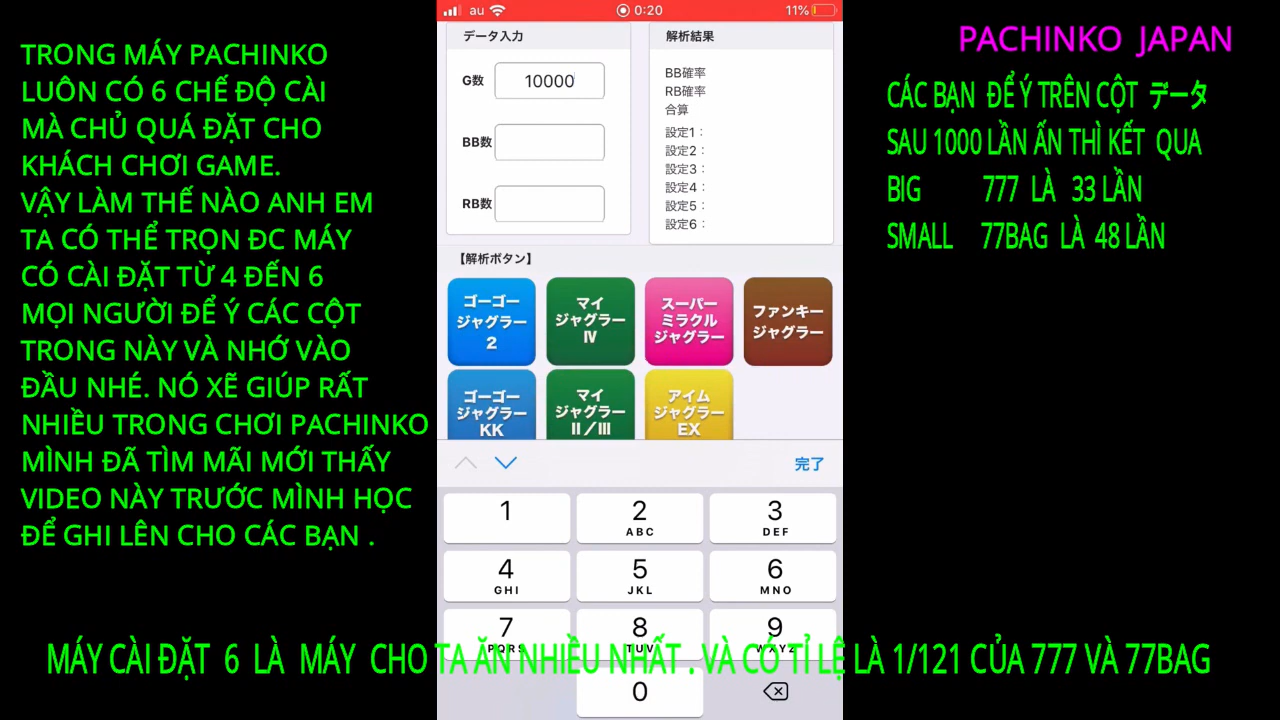 TRONG MÁY PACHINKO
LUÔN CÓ 6 CHẾ ĐỘ CÀI
MÀ CHỦ QUÁ ĐẶT CHO
KHÁCH CHƠI GAME.
VẬY LÀM THẾ NÀO ANH EM
TA CÓ THỂ TRỌN ĐC MÁY
CÓ CÀI ĐẶT TỪ 4 ĐẾN 6
MỌI NGƯỜI ĐỂ Ý CÁC CỘT
TRONG NÀY VÀ NHỚ VÀO
ĐẦU NHÉ. NÓ XẼ GIÚP RẤT
NHIỀU TRONG CHƠI PACHINKO
MÌNH ĐÃ TÌM MÃI MỚI THẤY
VIDEO NÀY TRƯỚC MÌNH HỌC
ĐỂ GHI LÊN CHO CÁC BẠN .
au 0:20 11%
データ入力
G数 10000
BB数
RB数
解析結果
BB確率
RB確率
合算
設定1：
設定2：
設定3：
設定4：
設定5：
設定6：
【解析ボタン】
ゴーゴー
ジャグラー
2
マイ
ジャグラー
Ⅳ
スーパー
ミラクル
ジャグラー
ファンキー
ジャグラー
ゴーゴー
ジャグラー
KK
マイ
ジャグラー
Ⅱ／Ⅲ
アイム
ジャグラー
EX
完了
1
2
ABC
3
DEF
4
GHI
5
JKL
6
MNO
7
PQRS
8
TUV
9
WXYZ
0
PACHINKO JAPAN
CÁC BẠN ĐỂ Ý TRÊN CỘT データ
SAU 1000 LẦN ẤN THÌ KẾT QUA
BIG 777 LÀ 33 LẦN
SMALL 77BAG LÀ 48 LẦN
MÁY CÀI ĐẶT 6 LÀ MÁY CHO TA ĂN NHIỀU NHẤT . VÀ CÓ TỈ LỆ LÀ 1/121 CỦA 777 VÀ 77BAG